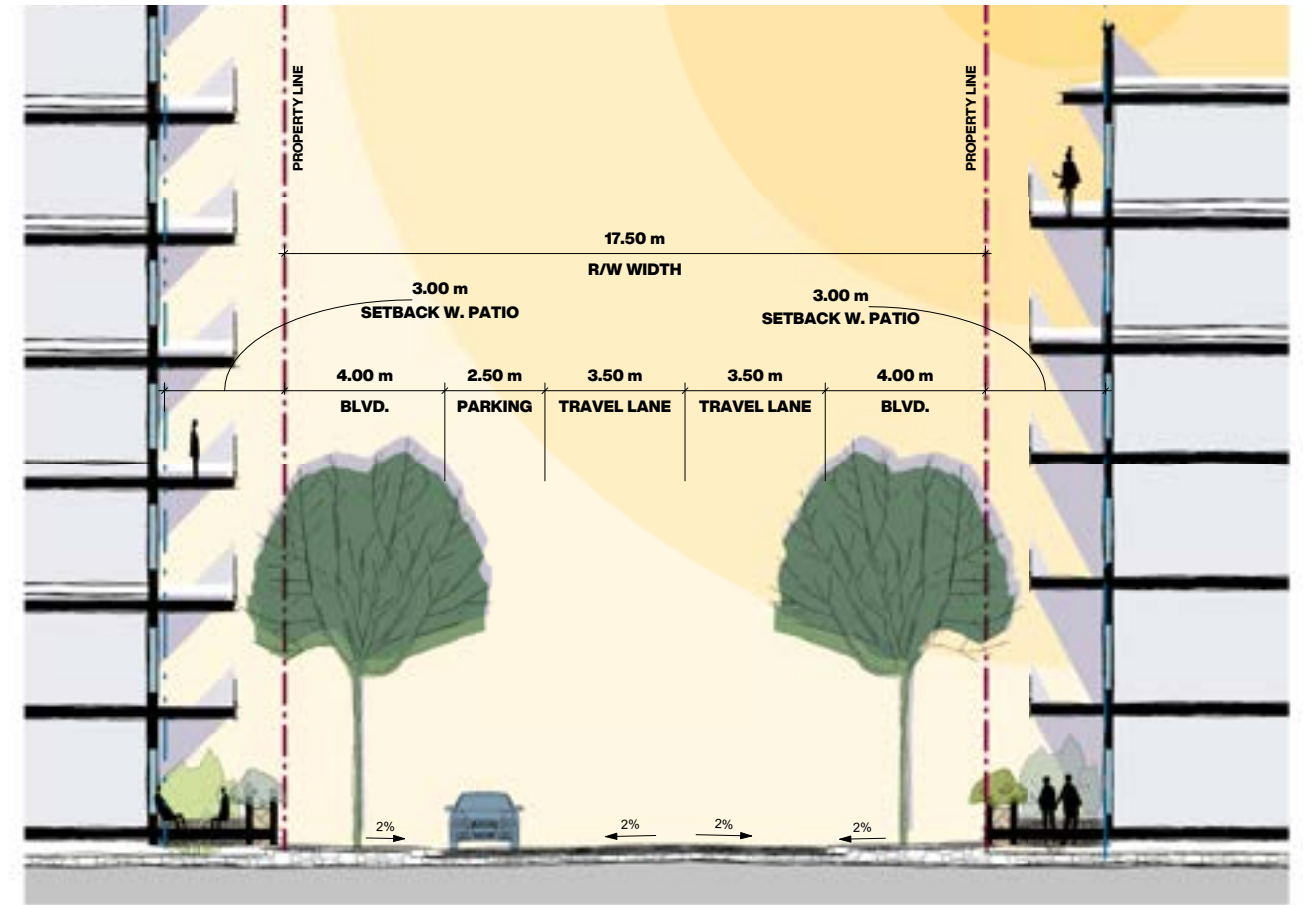 PROPERTY LINE
PROPERTY LINE
17.50 m
R/W WIDTH
3.00 m
SETBACK W. PATIO
3.00 m
SETBACK W. PATIO
4.00 m
BLVD.
2.50 m
PARKING
3.50 m
TRAVEL LANE
3.50 m
TRAVEL LANE
4.00 m
BLVD.
2%
2%
2%
2%